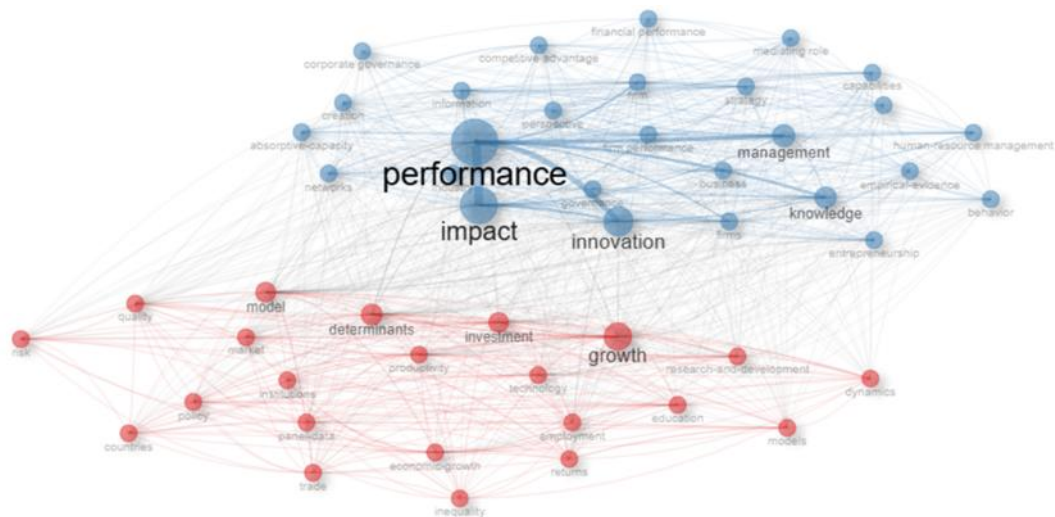 financial performance
mediating role
corporate governance
competitive-advantage
capabilities
information
strategy
creation
perspective
absorptive-capacity
firm performance
management
human-resource management
performance
networks
business
empirical-evidence
governance
knowledge
behavior
impact
innovation
firms
entrepreneurship
model
quality
determinants
investment
risk
market
growth
productivity
research-and-development
technology
dynamics
institutions
policy
education
panel-data
employment
models
countries
economic-growth
returns
trade
inequality